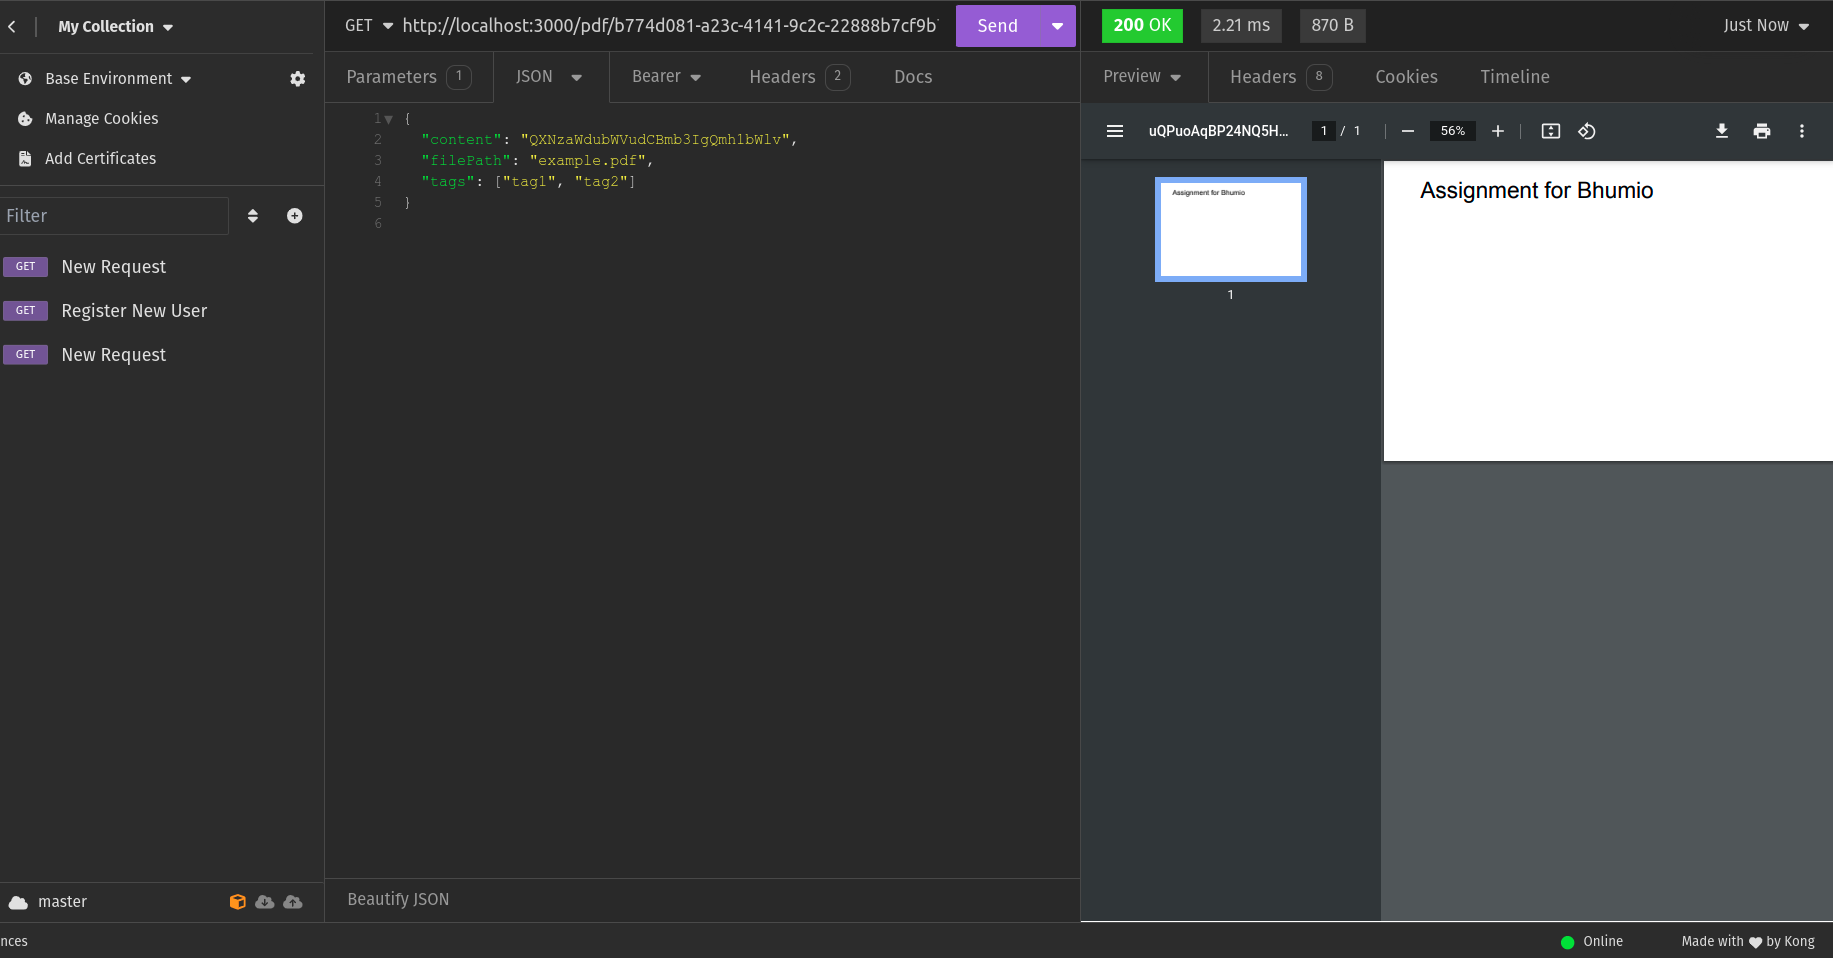 My Collection
Base Environment
Manage Cookies
Add Certificates
Filter
GET New Request
GET Register New User
GET New Request
master
nces
GET http://localhost:3000/pdf/b774d081-a23c-4141-9c2c-22888b7cf9b
Send
Parameters 1 JSON Bearer Headers 2 Docs
1 {
2 "content": "QXNzaWdubWVudCBmb3IgQmh1bWlv",
3 "filePath": "example.pdf",
4 "tags": ["tag1", "tag2"]
5 }
6
Beautify JSON
200 OK 2.21 ms 870 B Just Now
Preview Headers 8 Cookies Timeline
uQPuoAqBP24NQ5H... 1 / 1 56%
Assignment for Bhumio
1
Assignment for Bhumio
Online Made with by Kong